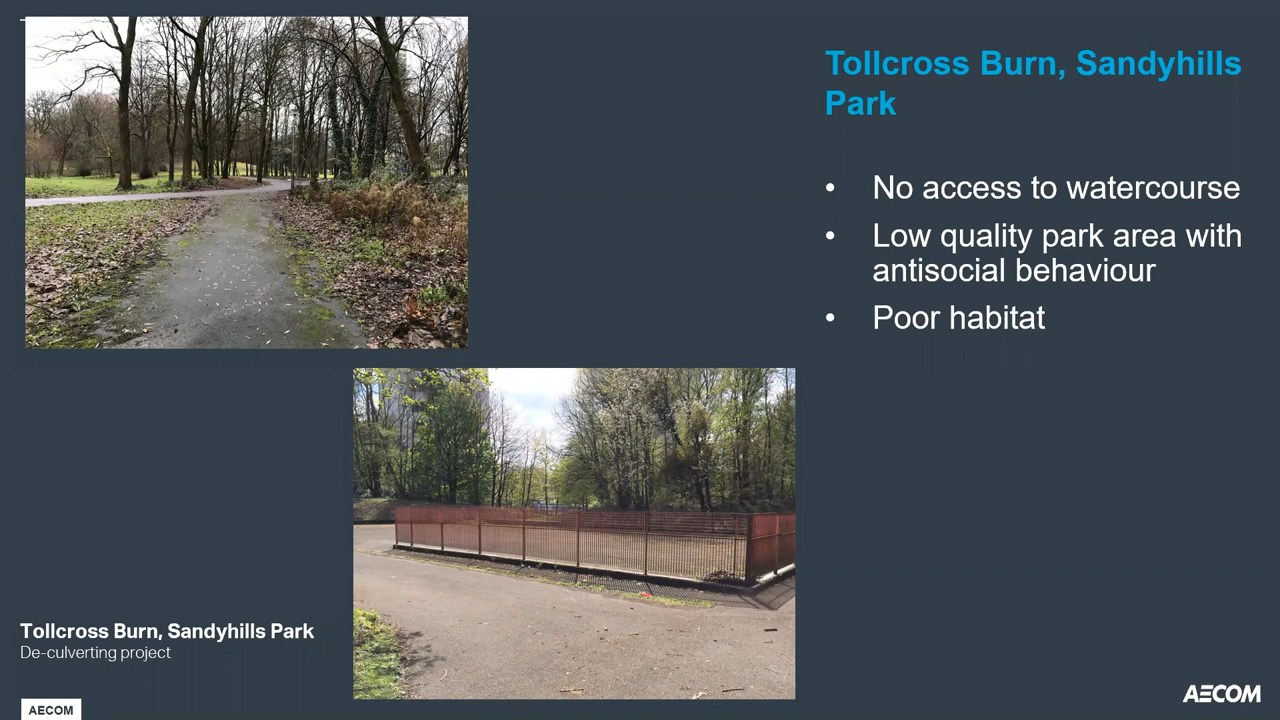 Tollcross Burn, Sandyhills
Park
• No access to watercourse
• Low quality park area with
antisocial behaviour
• Poor habitat
Tollcross Burn, Sandyhills Park
De-culverting project
AECOM
AECOM